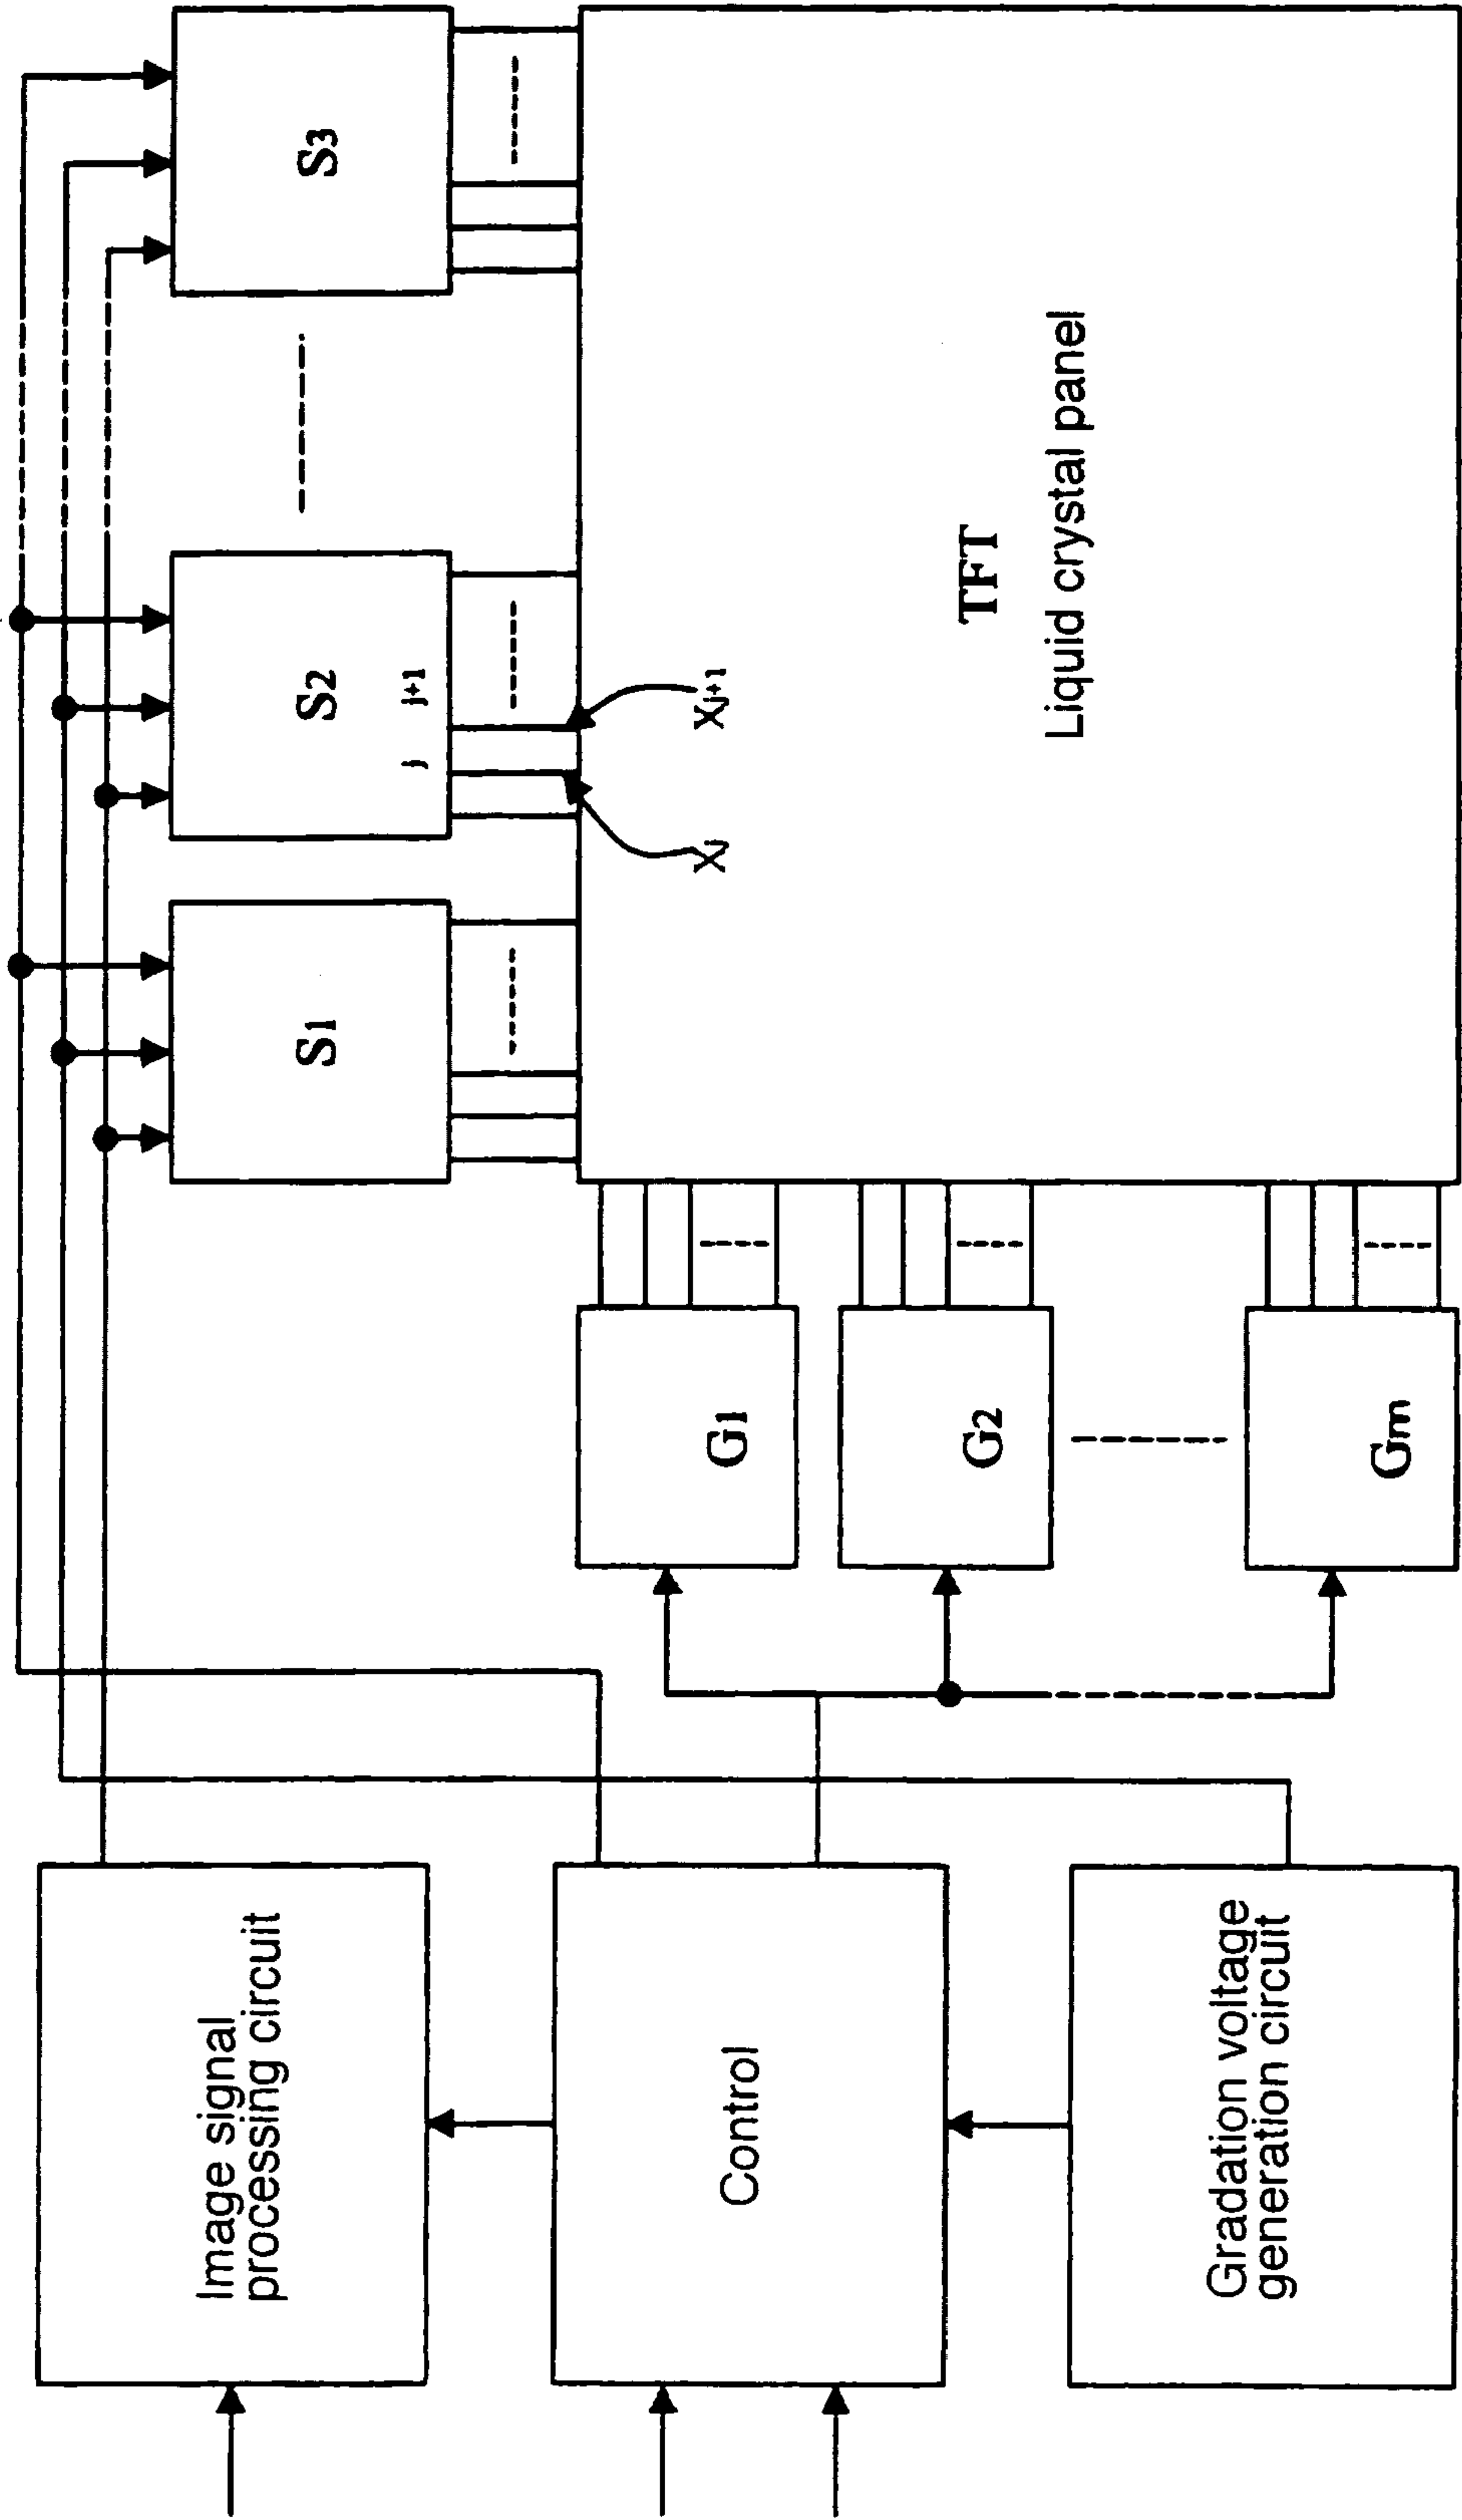 Image signal
processing circuit
Control
Gradation voltage
generation circuit
G1
G2
Gm
S1
S2
j j+1
S3
Xj Xj+1
TFT
Liquid crystal panel